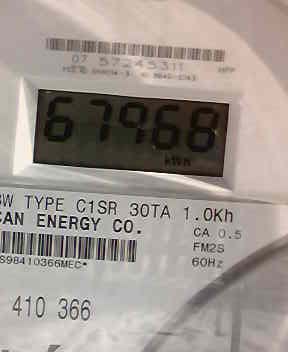 07 57245311
67968
kWH
W TYPE C1SR 30TA 1.0Kh
CAN ENERGY CO.
CA 0.5
FM2S
S98410366MEC*
60Hz
410 366